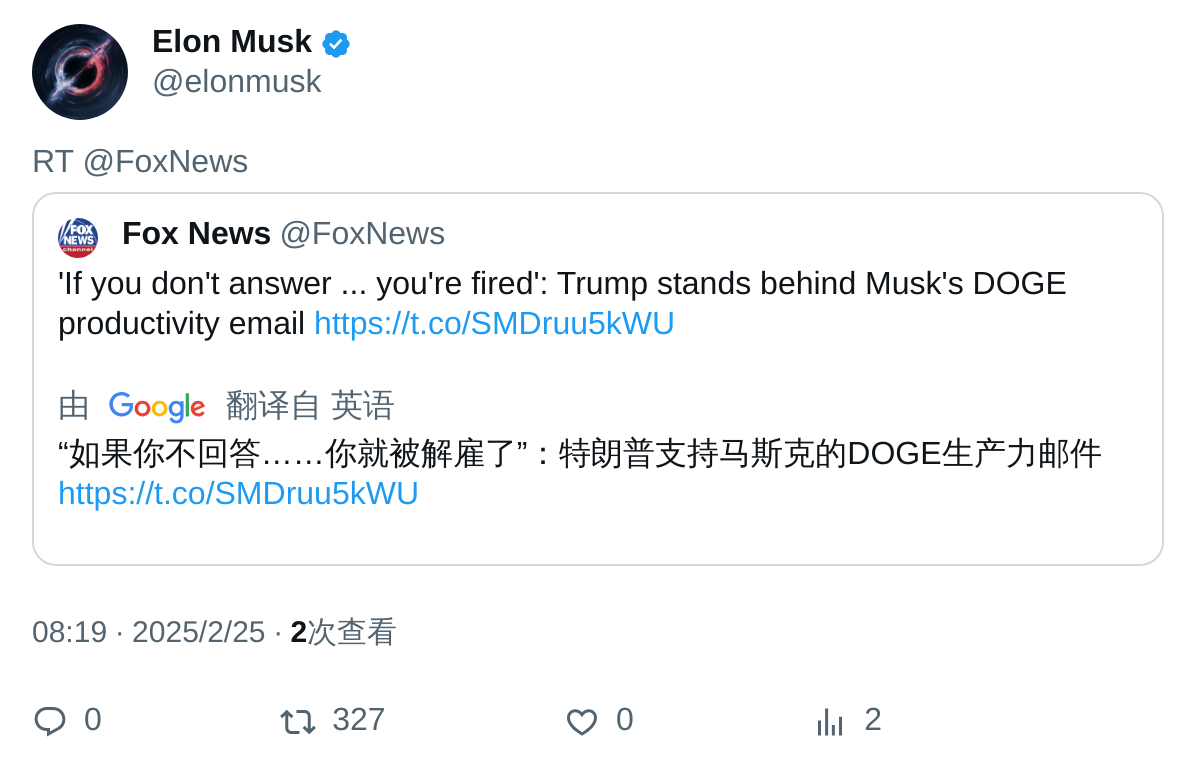 Elon Musk
@elonmusk
RT @FoxNews
FOX
NEWS
channel
Fox News @FoxNews
'If you don't answer ... you're fired': Trump stands behind Musk's DOGE
productivity email https://t.co/SMDruu5kWU
由 Google 翻译自 英语
“如果你不回答……你就被解雇了”：特朗普支持马斯克的DOGE生产力邮件
https://t.co/SMDruu5kWU
08:19 · 2025/2/25 · 2次查看
0 327 0 2